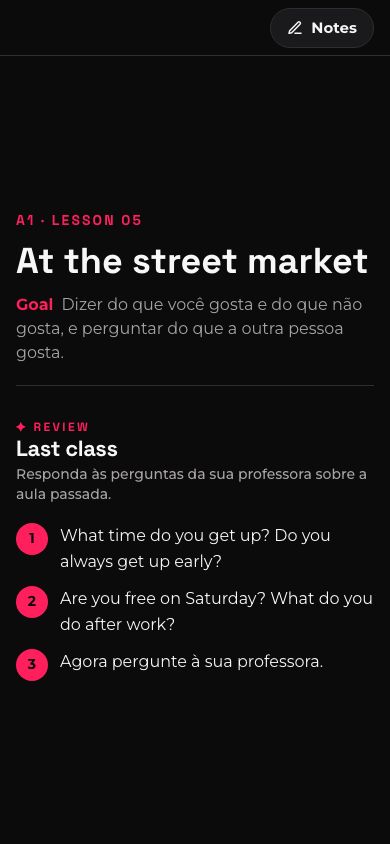 Notes
A1 · LESSON 05
At the street market
Goal Dizer do que você gosta e do que não
gosta, e perguntar do que a outra pessoa
gosta.
REVIEW
Last class
Responda às perguntas da sua professora sobre a
aula passada.
1 What time do you get up? Do you
always get up early?
2 Are you free on Saturday? What do you
do after work?
3 Agora pergunte à sua professora.